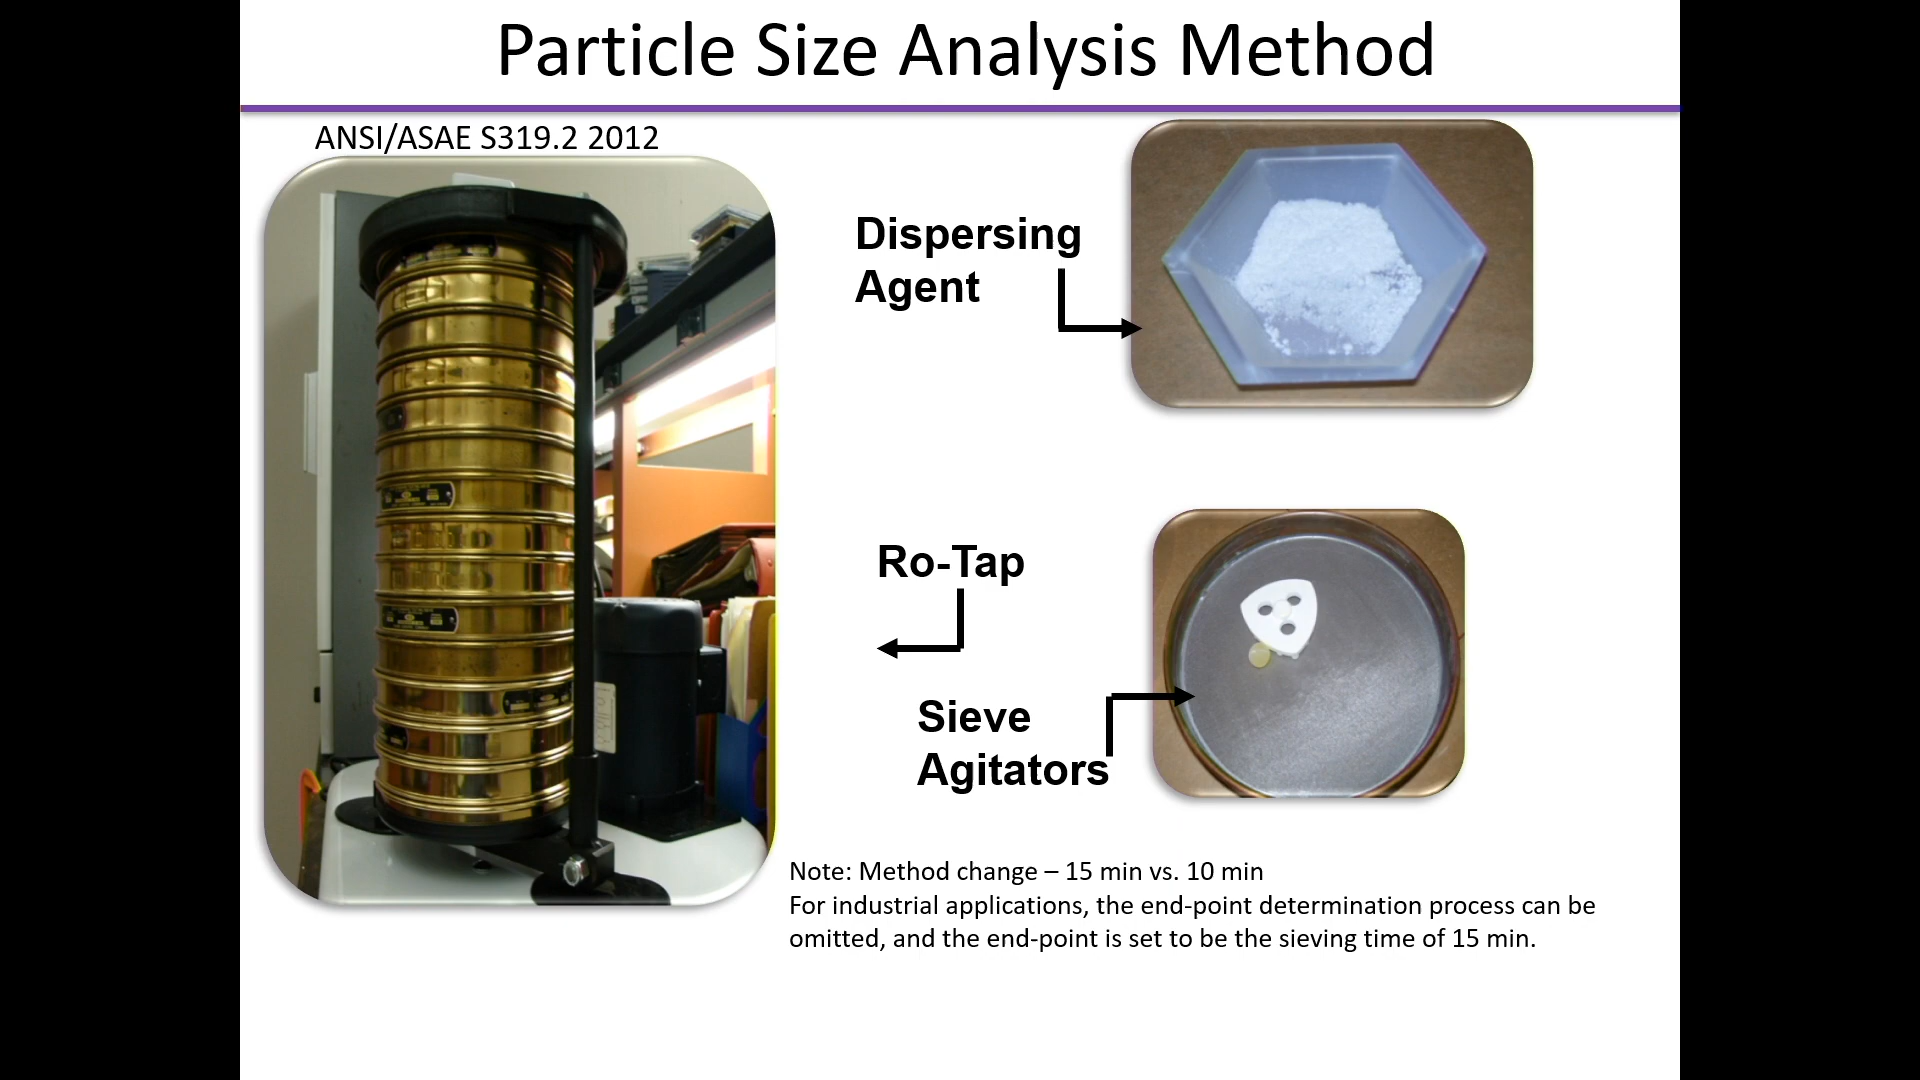 Particle Size Analysis Method
ANSI/ASAE S319.2 2012
Dispersing
Agent
Ro-Tap
Sieve
Agitators
Note: Method change – 15 min vs. 10 min
For industrial applications, the end-point determination process can be
omitted, and the end-point is set to be the sieving time of 15 min.